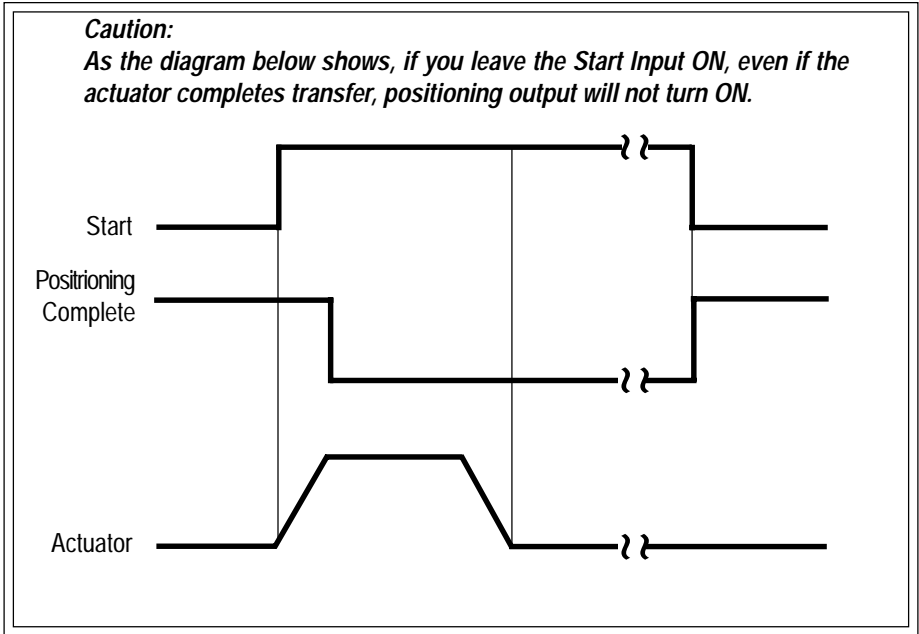 Caution:
As the diagram below shows, if you leave the Start Input ON, even if the
actuator completes transfer, positioning output will not turn ON.
Start
Positrioning
Complete
Actuator